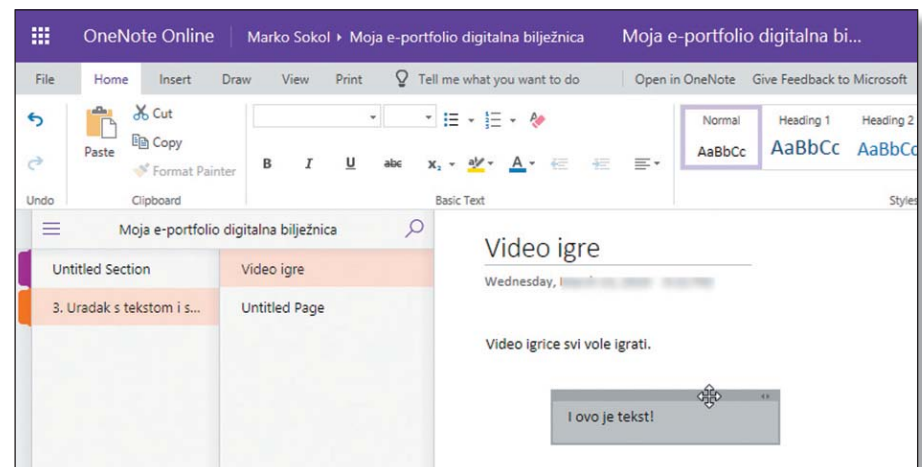 OneNote Online Marko Sokol ▸ Moja e-portfolio digitalna bilježnica Moja e-portfolio digitalna bi...
File Home Insert Draw View Print Tell me what you want to do Open in OneNote Give Feedback to Microsoft
Paste
Cut
Copy
Format Painter
B I U abc x₂ A
Normal Heading 1 Heading 2
AaBbCc AaBbCc AaBbCc
Undo Clipboard Basic Text Styles
Moja e-portfolio digitalna bilježnica
Untitled Section
3. Uradak s tekstom i s...
Video igre
Untitled Page
Video igre
Wednesday,
Video igrice svi vole igrati.
I ovo je tekst!